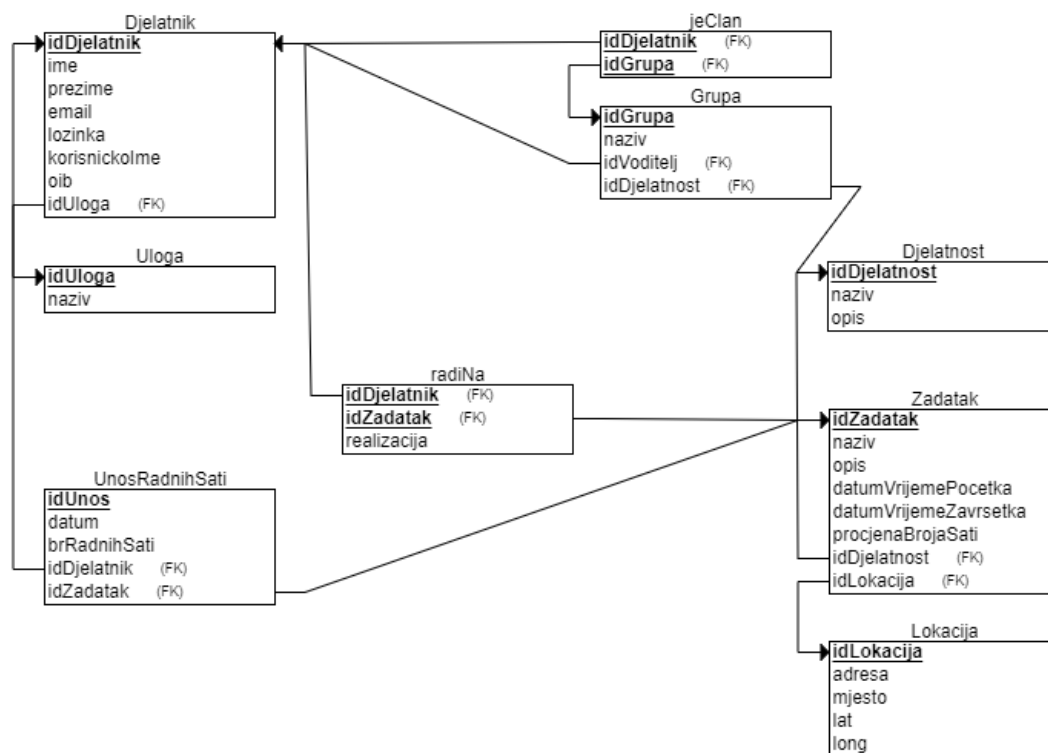 Djelatnik
idDjelatnik
ime
prezime
email
lozinka
korisnickoIme
oib
idUloga (FK)
jeClan
idDjelatnik (FK)
idGrupa (FK)
Grupa
idGrupa
naziv
idVoditelj (FK)
idDjelatnost (FK)
Uloga
idUloga
naziv
Djelatnost
idDjelatnost
naziv
opis
radiNa
idDjelatnik (FK)
idZadatak (FK)
realizacija
Zadatak
idZadatak
naziv
opis
datumVrijemePocetka
datumVrijemeZavrsetka
procjenaBrojaSati
idDjelatnost (FK)
idLokacija (FK)
UnosRadnihSati
idUnos
datum
brRadnihSati
idDjelatnik (FK)
idZadatak (FK)
Lokacija
idLokacija
adresa
mjesto
lat
long